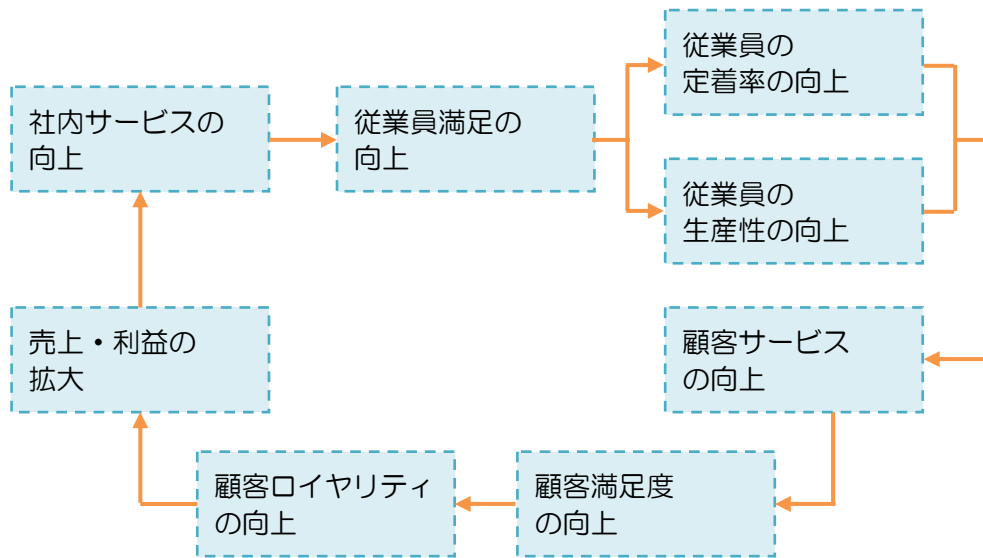 社内サービスの
向上
従業員満足の
向上
従業員の
定着率の向上
従業員の
生産性の向上
顧客サービス
の向上
顧客満足度
の向上
顧客ロイヤリティ
の向上
売上・利益の
拡大